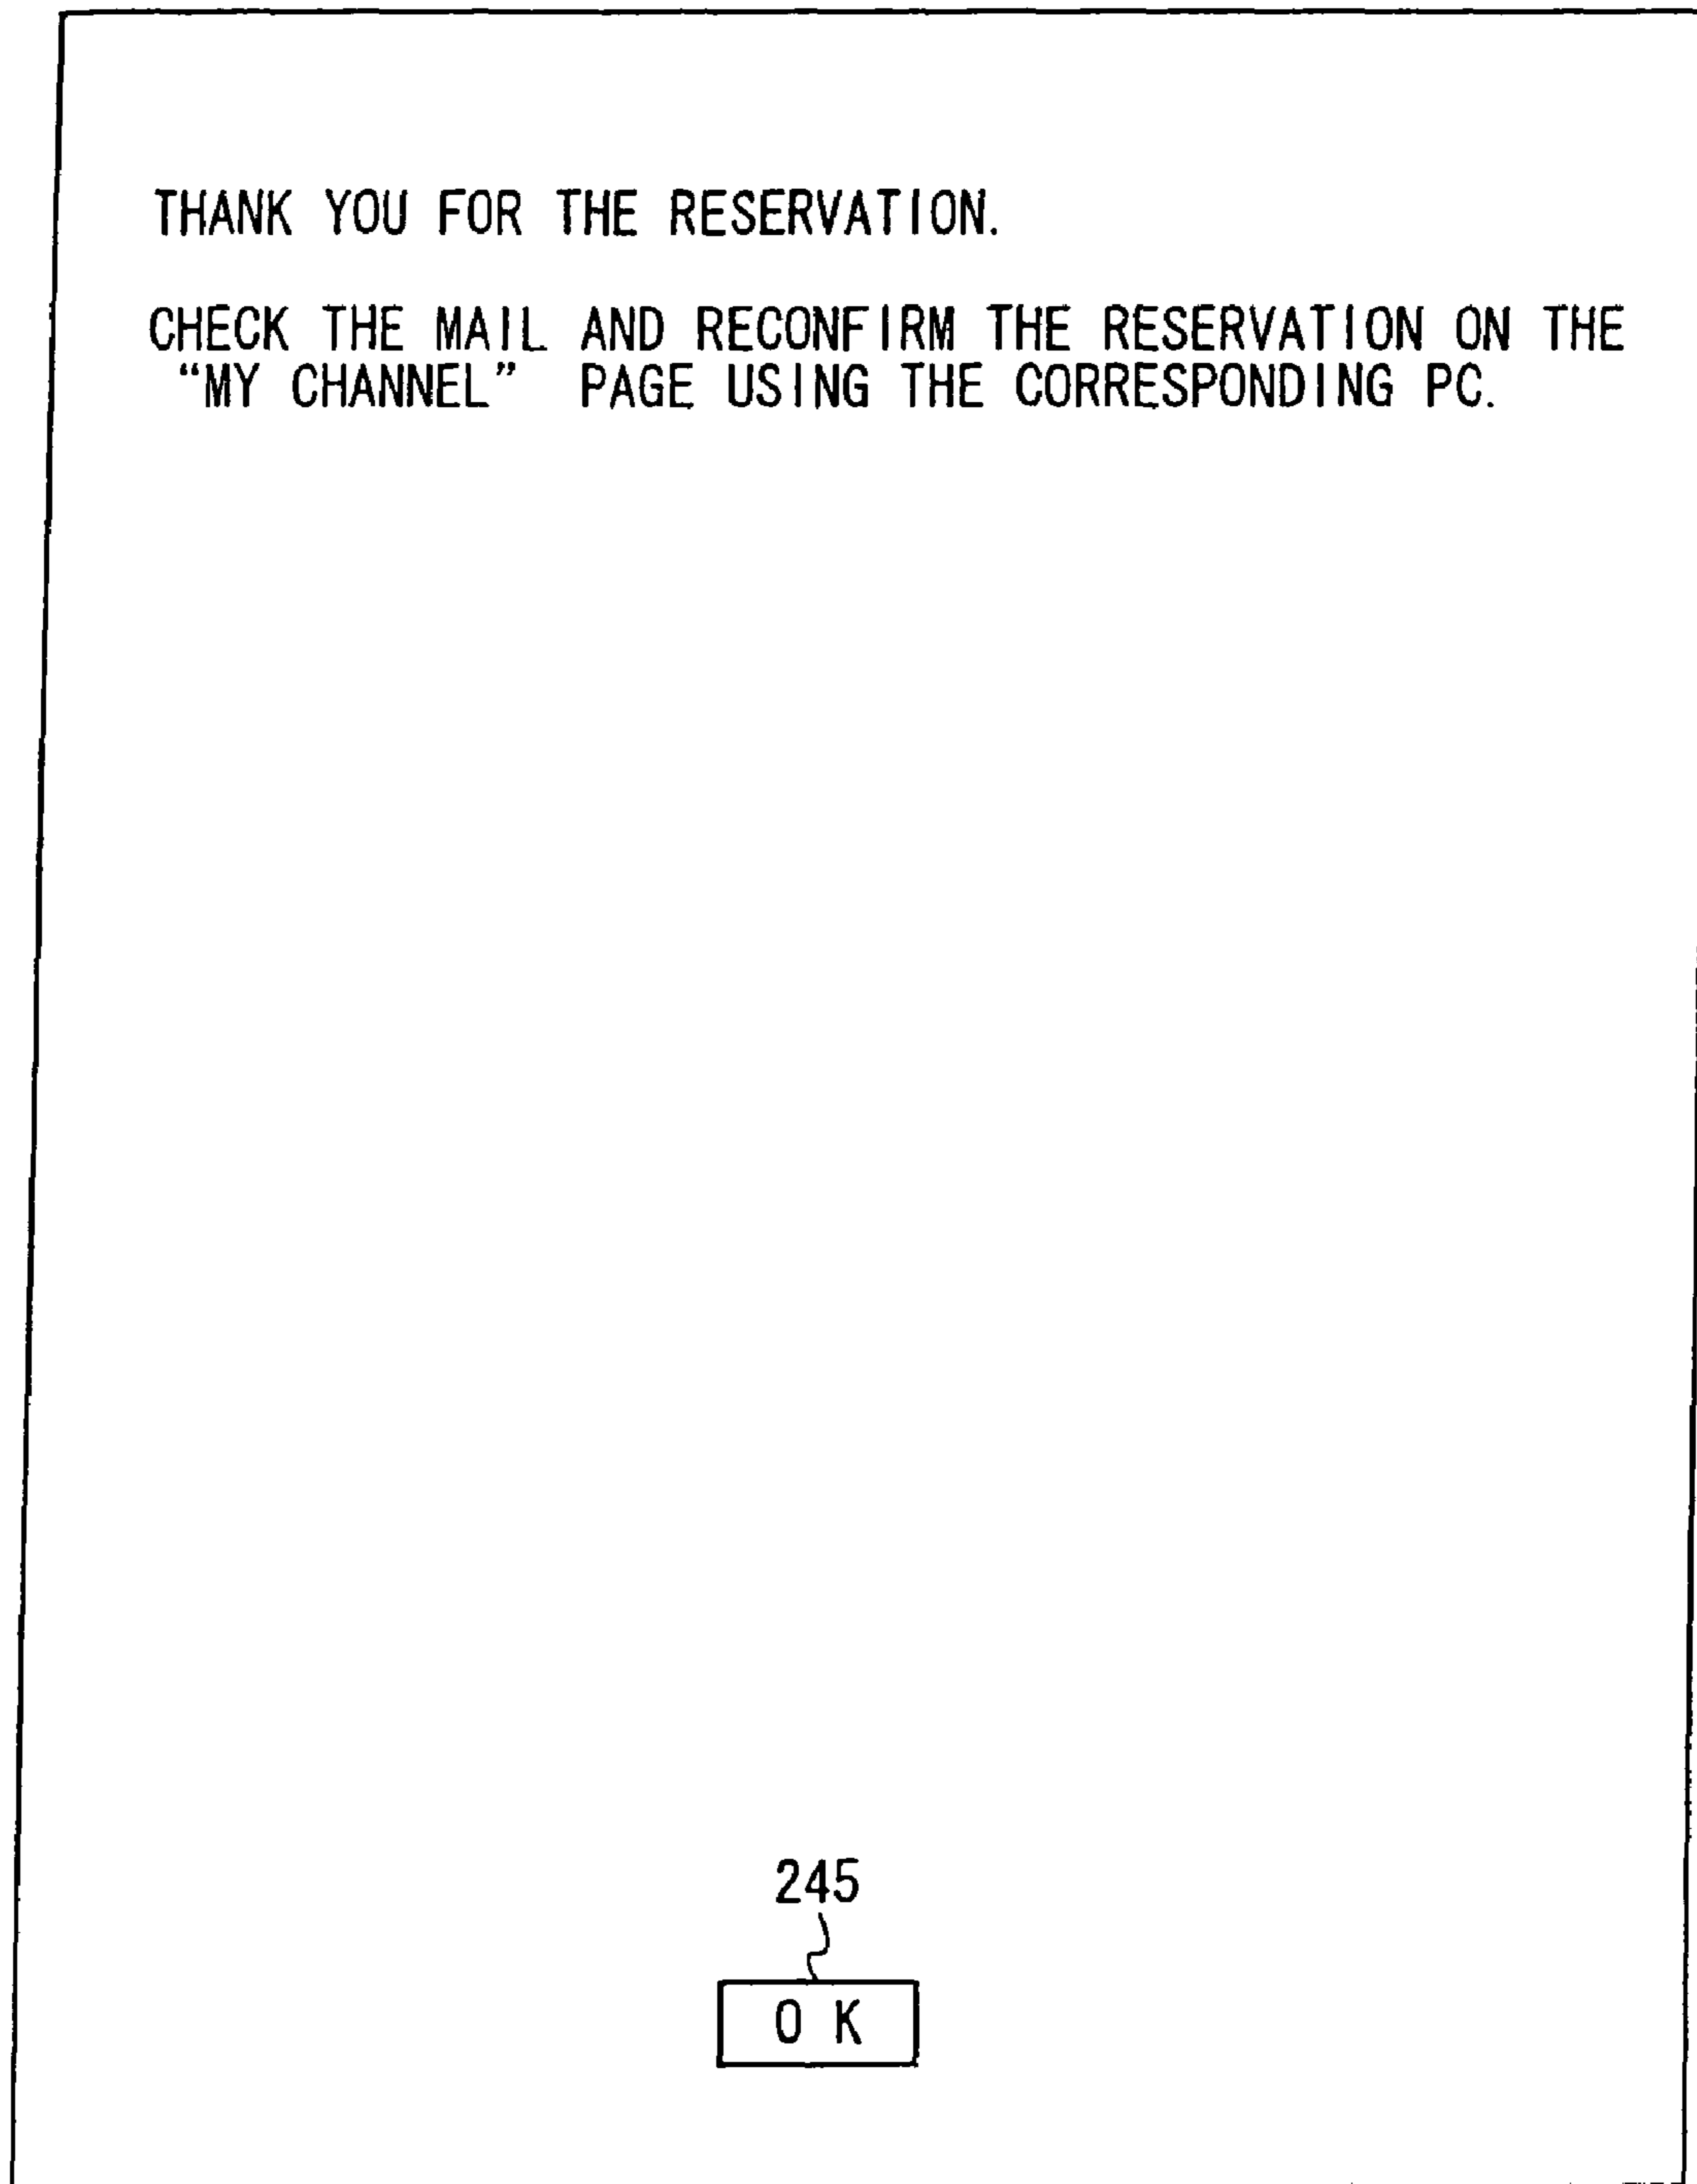 THANK YOU FOR THE RESERVATION.
CHECK THE MAIL AND RECONFIRM THE RESERVATION ON THE
“MY CHANNEL” PAGE USING THE CORRESPONDING PC.
245
OK